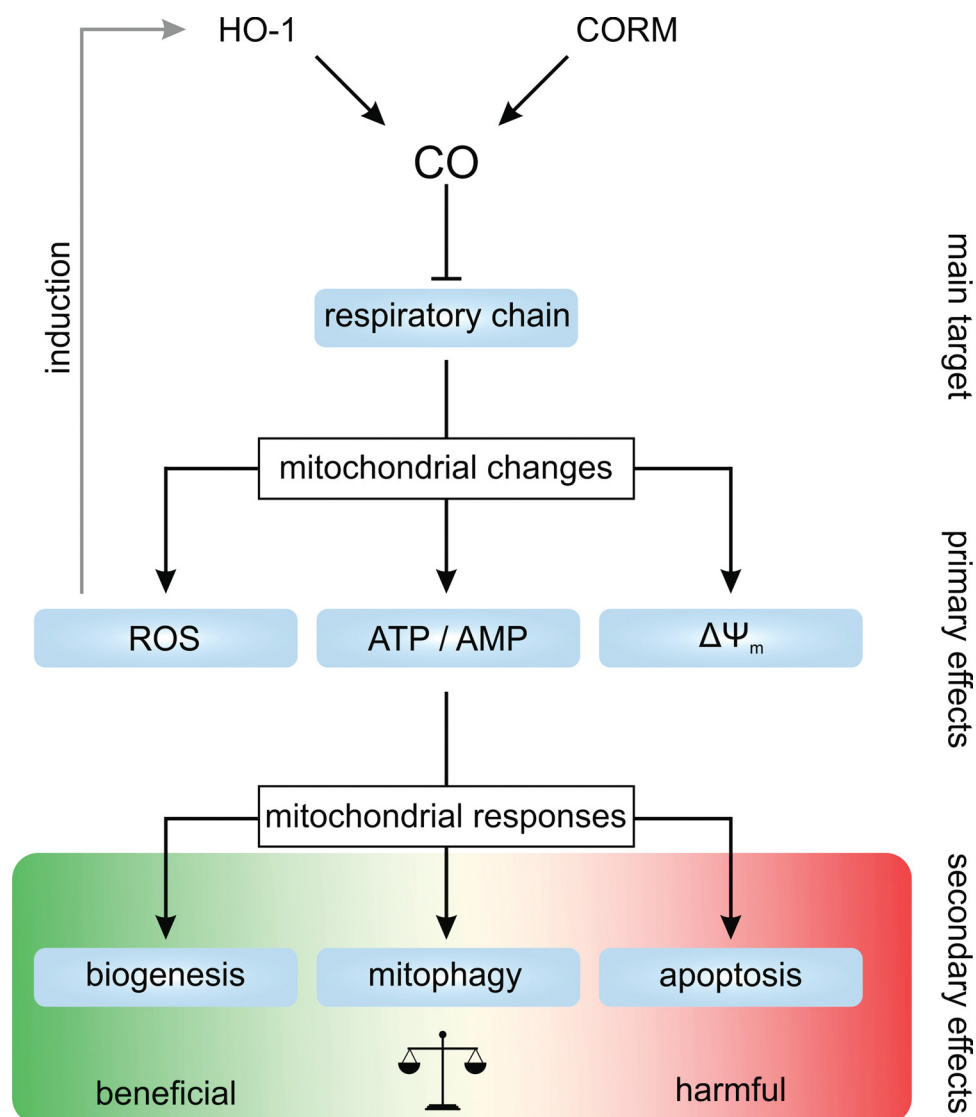 HO-1
CORM
CO
induction
main target
respiratory chain
mitochondrial changes
primary effects
ROS
ATP / AMP
ΔΨm
mitochondrial responses
secondary effects
biogenesis
mitophagy
apoptosis
beneficial
harmful